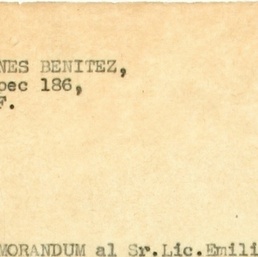 NES BENITEZ,
pec 186,
F.
MORANDUM al Sr.Lic.Emili